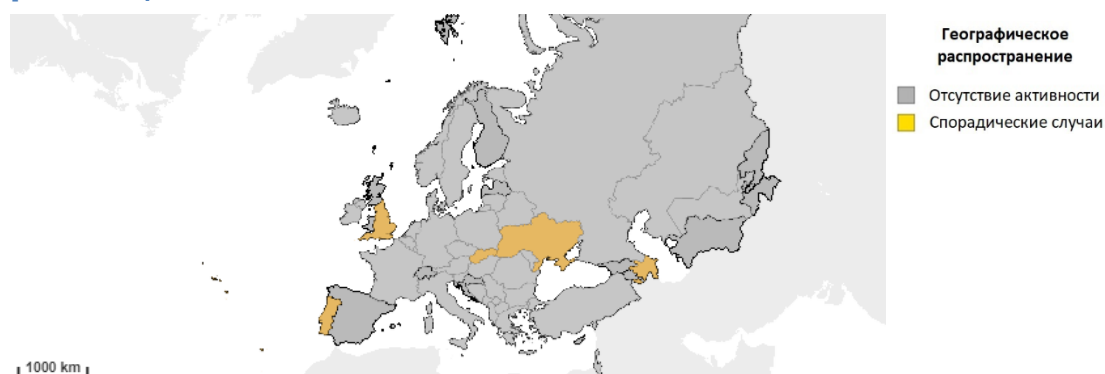 Географическое
распространение
Отсутствие активности
Спорадические случаи
1000 km